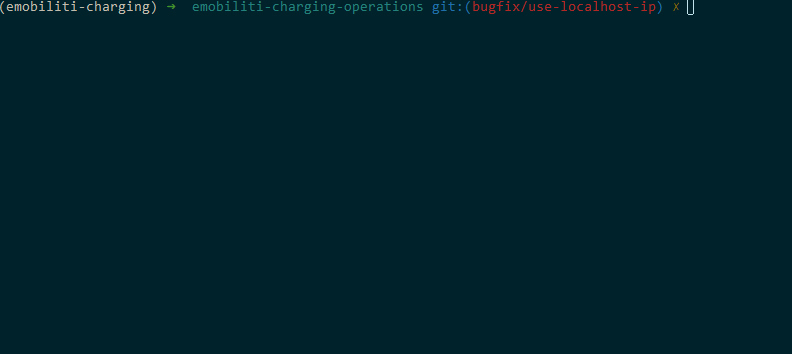 (emobiliti-charging) ➜  emobiliti-charging-operations git:(bugfix/use-localhost-ip) ✗